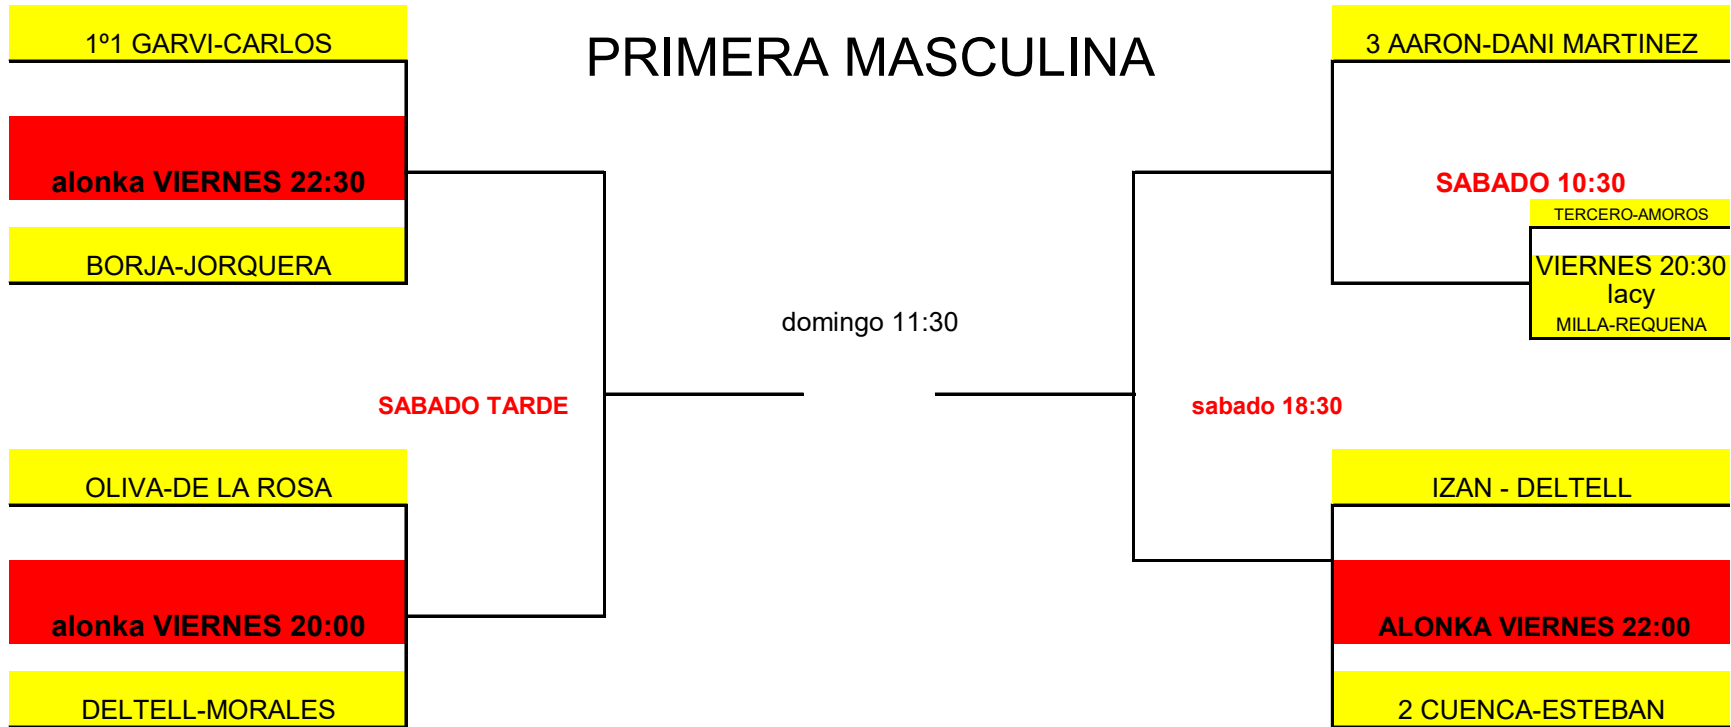 1º1 GARVI-CARLOS
PRIMERA MASCULINA
3 AARON-DANI MARTINEZ
alonka VIERNES 22:30
SABADO 10:30
TERCERO-AMOROS
BORJA-JORQUERA
VIERNES 20:30
lacy
MILLA-REQUENA
domingo 11:30
SABADO TARDE
sabado 18:30
OLIVA-DE LA ROSA
IZAN - DELTELL
alonka VIERNES 20:00
ALONKA VIERNES 22:00
DELTELL-MORALES
2 CUENCA-ESTEBAN